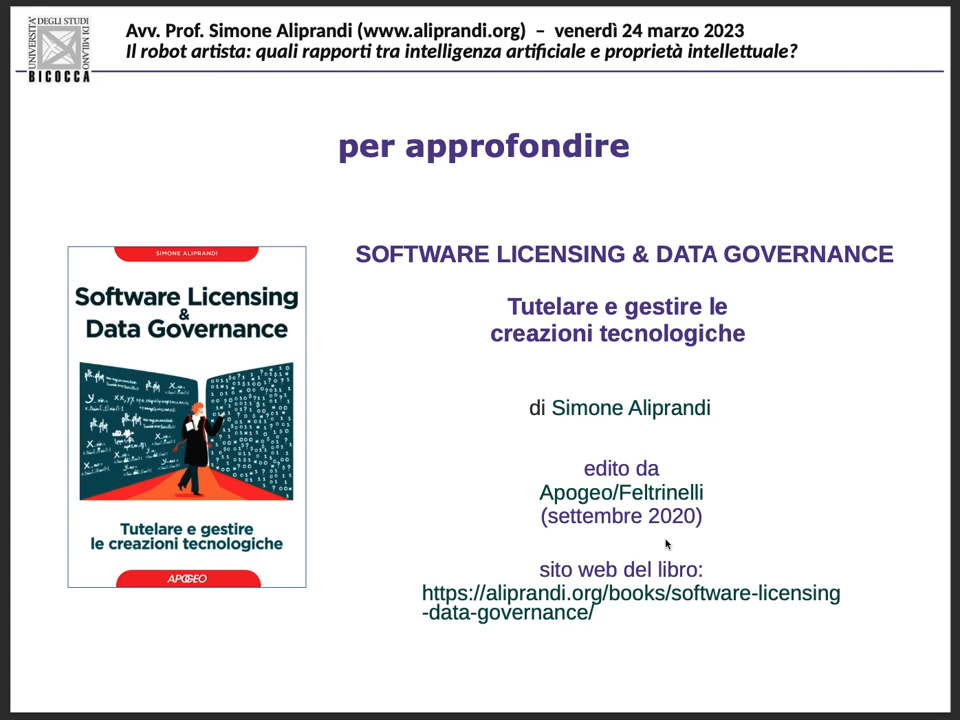 Avv. Prof. Simone Aliprandi (www.aliprandi.org) – venerdì 24 marzo 2023
Il robot artista: quali rapporti tra intelligenza artificiale e proprietà intellettuale?
UNIVERSITÀ DEGLI STUDI DI MILANO
BICOCCA
per approfondire
SIMONE ALIPRANDI
Software Licensing
&
Data Governance
Tutelare e gestire
le creazioni tecnologiche
APOGEO
SOFTWARE LICENSING & DATA GOVERNANCE
Tutelare e gestire le
creazioni tecnologiche
di Simone Aliprandi
edito da
Apogeo/Feltrinelli
(settembre 2020)
sito web del libro:
https://aliprandi.org/books/software-licensing
-data-governance/